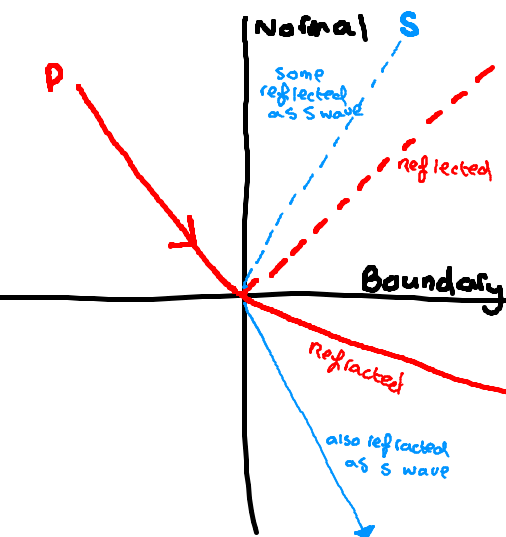 Normal
S
P
some
reflected
as s wave
reflected
Boundary
Refracted
also refracted
as s wave